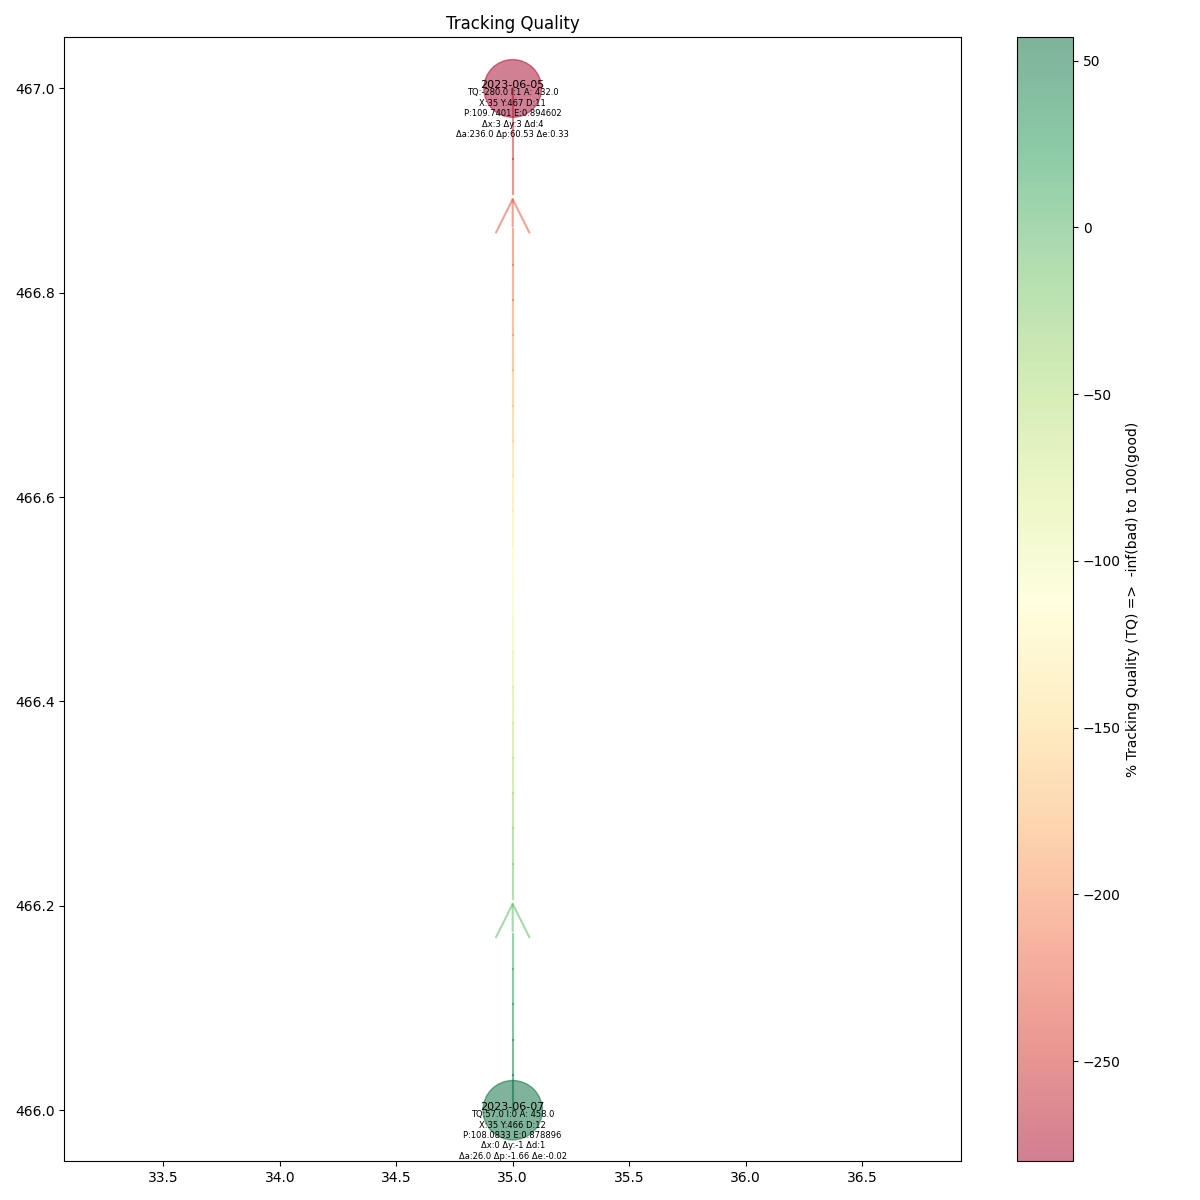 Tracking Quality
467.0
466.8
466.6
466.4
466.2
466.0
2023-06-05
TQ:-280.0 I:1 A: 432.0
X:35 Y:467 D:11
P:109.7401 E:0.894602
Δx:3 Δy:3 Δd:4
Δa:236.0 Δp:60.53 Δe:0.33
2023-06-07
TQ:57.0 I:0 A: 458.0
X:35 Y:466 D:12
P:108.0833 E:0.878896
Δx:0 Δy:-1 Δd:1
Δa:26.0 Δp:-1.66 Δe:-0.02
33.5 34.0 34.5 35.0 35.5 36.0 36.5
50
0
−50
−100
−150
−200
−250
% Tracking Quality (TQ) => -inf(bad) to 100(good)